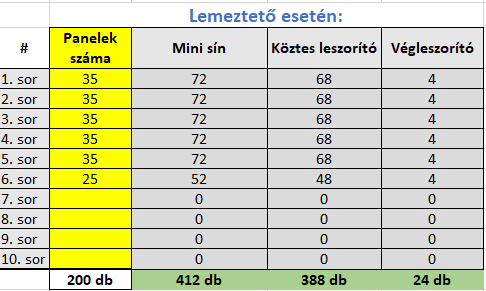 Lemeztető esetén:
# Panelek száma Mini sín Köztes leszorító Végleszorító
1. sor 35 72 68 4
2. sor 35 72 68 4
3. sor 35 72 68 4
4. sor 35 72 68 4
5. sor 35 72 68 4
6. sor 25 52 48 4
7. sor 0 0 0
8. sor 0 0 0
9. sor 0 0 0
10. sor 0 0 0
200 db 412 db 388 db 24 db